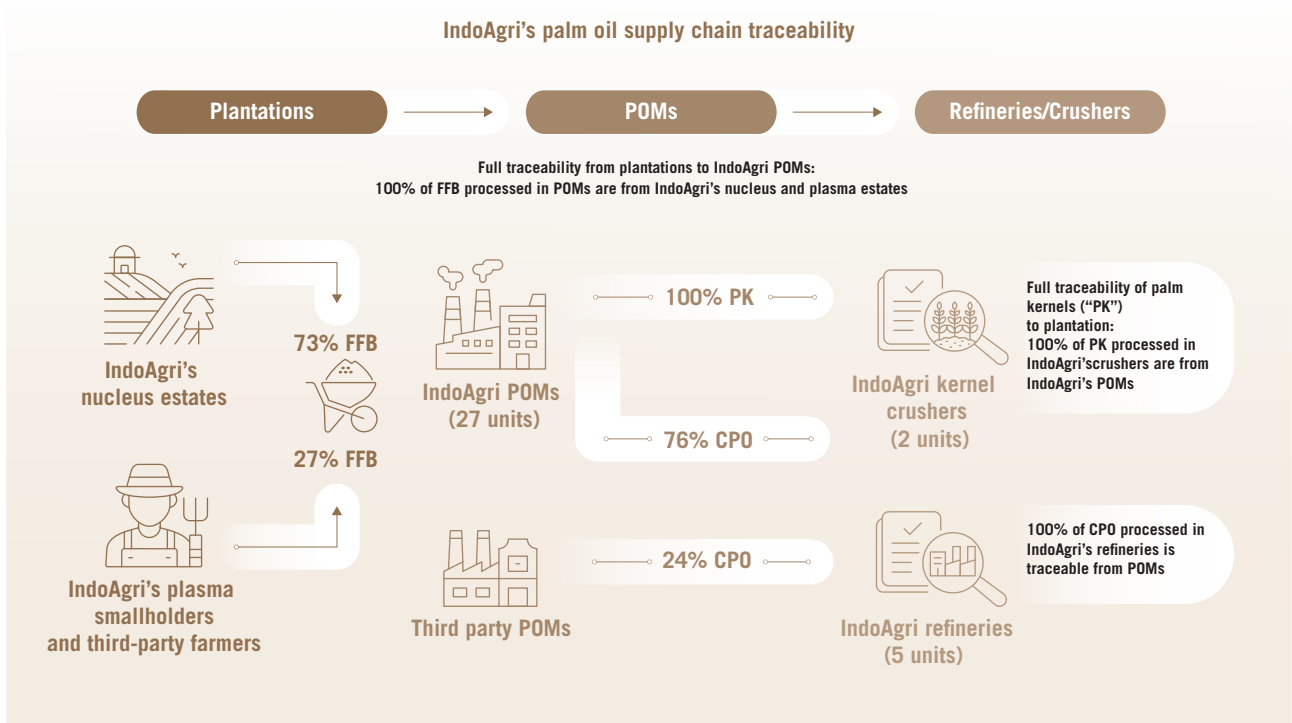 IndoAgri's palm oil supply chain traceability
Plantations
POMs
Refineries/Crushers
Full traceability from plantations to IndoAgri POMs:
100% of FFB processed in POMs are from IndoAgri's nucleus and plasma estates
IndoAgri's
nucleus estates
73% FFB
27% FFB
IndoAgri's plasma
smallholders
and third-party farmers
IndoAgri POMs
(27 units)
Third party POMs
100% PK
76% CPO
24% CPO
IndoAgri kernel
crushers
(2 units)
Full traceability of palm
kernels (“PK”)
to plantation:
100% of PK processed in
IndoAgri'scrushers are from
IndoAgri's POMs
IndoAgri refineries
(5 units)
100% of CPO processed in
IndoAgri's refineries is
traceable from POMs